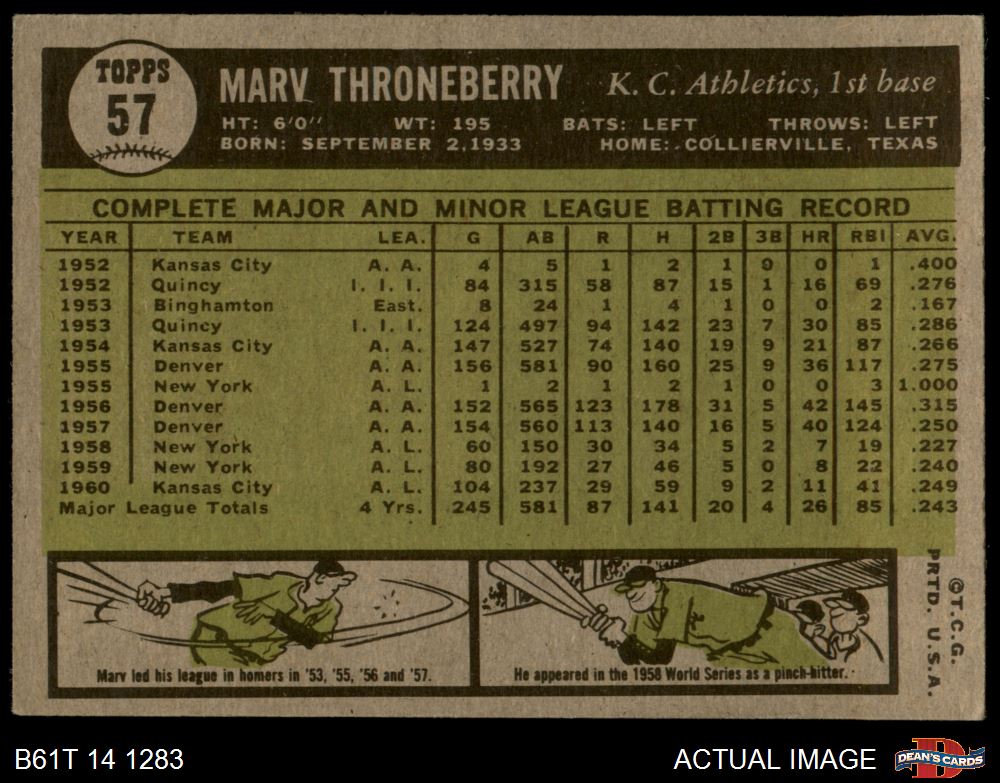 TOPPS
57
MARV THRONEBERRY K. C. Athletics, 1st base
HT: 6'0" WT: 195 BATS: LEFT THROWS: LEFT
BORN: SEPTEMBER 2, 1933 HOME: COLLIERVILLE, TEXAS
COMPLETE MAJOR AND MINOR LEAGUE BATTING RECORD
YEAR TEAM LEA. G AB R H 2B 3B HR RBI AVG.
1952 Kansas City A. A. 4 5 1 2 1 0 0 1 .400
1952 Quincy I. I. I. 84 315 58 87 15 1 16 69 .276
1953 Binghamton East. 8 24 1 4 1 0 0 2 .167
1953 Quincy I. I. I. 124 497 94 142 23 7 30 85 .286
1954 Kansas City A. A. 147 527 74 140 19 9 21 87 .266
1955 Denver A. A. 156 581 90 160 25 9 36 117 .275
1955 New York A. L. 1 2 1 2 1 0 0 3 1.000
1956 Denver A. A. 152 565 123 178 31 5 42 145 .315
1957 Denver A. A. 154 560 113 140 16 5 40 124 .250
1958 New York A. L. 60 150 30 34 5 2 7 19 .227
1959 New York A. L. 80 192 27 46 5 0 8 22 .240
1960 Kansas City A. L. 104 237 29 59 9 2 11 41 .249
Major League Totals 4 Yrs. 245 581 87 141 20 4 26 85 .243
Marv led his league in homers in '53, '55, '56 and '57.
He appeared in the 1958 World Series as a pinch-hitter.
©T.C.G.
PRTD. U.S.A.
B61T 14 1283 ACTUAL IMAGE
DEAN'S CARDS